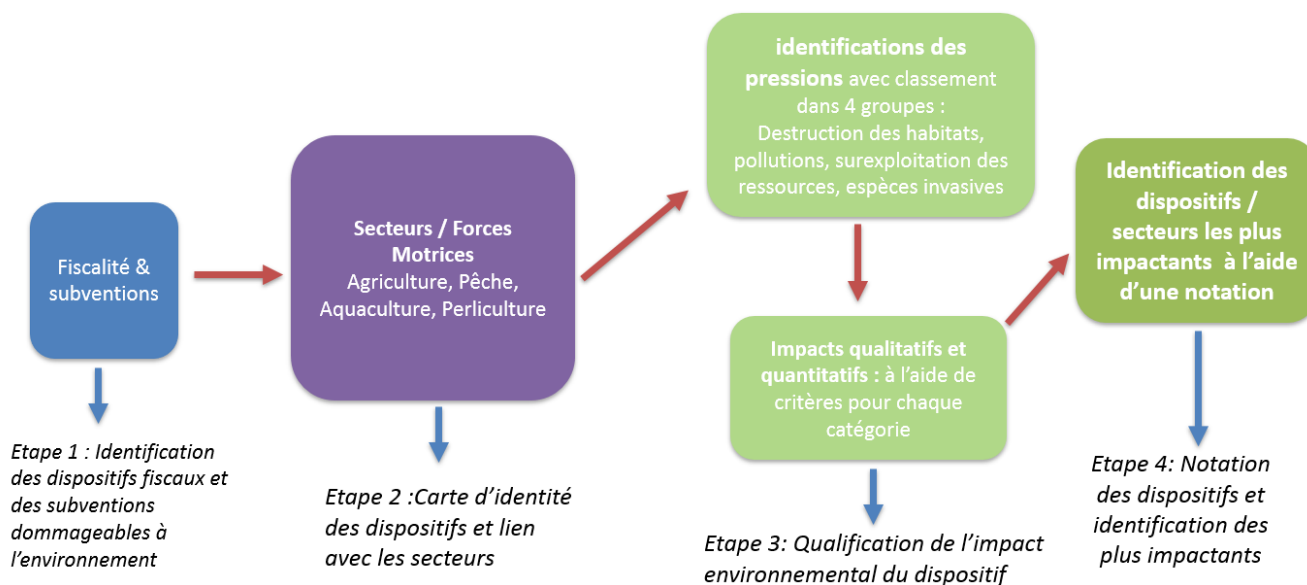 Fiscalité &
subventions
Etape 1 : Identification
des dispositifs fiscaux et
des subventions
dommageables à
l’environnement
Secteurs / Forces
Motrices
Agriculture, Pêche,
Aquaculture, Perliculture
Etape 2 :Carte d’identité
des dispositifs et lien
avec les secteurs
identifications des
pressions avec classement
dans 4 groupes :
Destruction des habitats,
pollutions, surexploitation des
ressources, espèces invasives
Impacts qualitatifs et
quantitatifs : à l’aide de
critères pour chaque
catégorie
Etape 3: Qualification de l’impact
environnemental du dispositif
Identification des
dispositifs /
secteurs les plus
impactants à l’aide
d’une notation
Etape 4: Notation
des dispositifs et
identification des
plus impactants